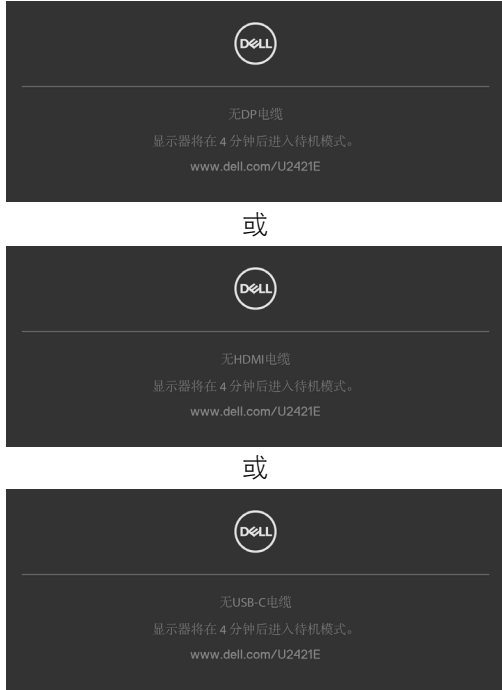 DELL
无DP电缆
显示器将在 4 分钟后进入待机模式。
www.dell.com/U2421E
或
DELL
无HDMI电缆
显示器将在 4 分钟后进入待机模式。
www.dell.com/U2421E
或
DELL
无USB-C电缆
显示器将在 4 分钟后进入待机模式。
www.dell.com/U2421E